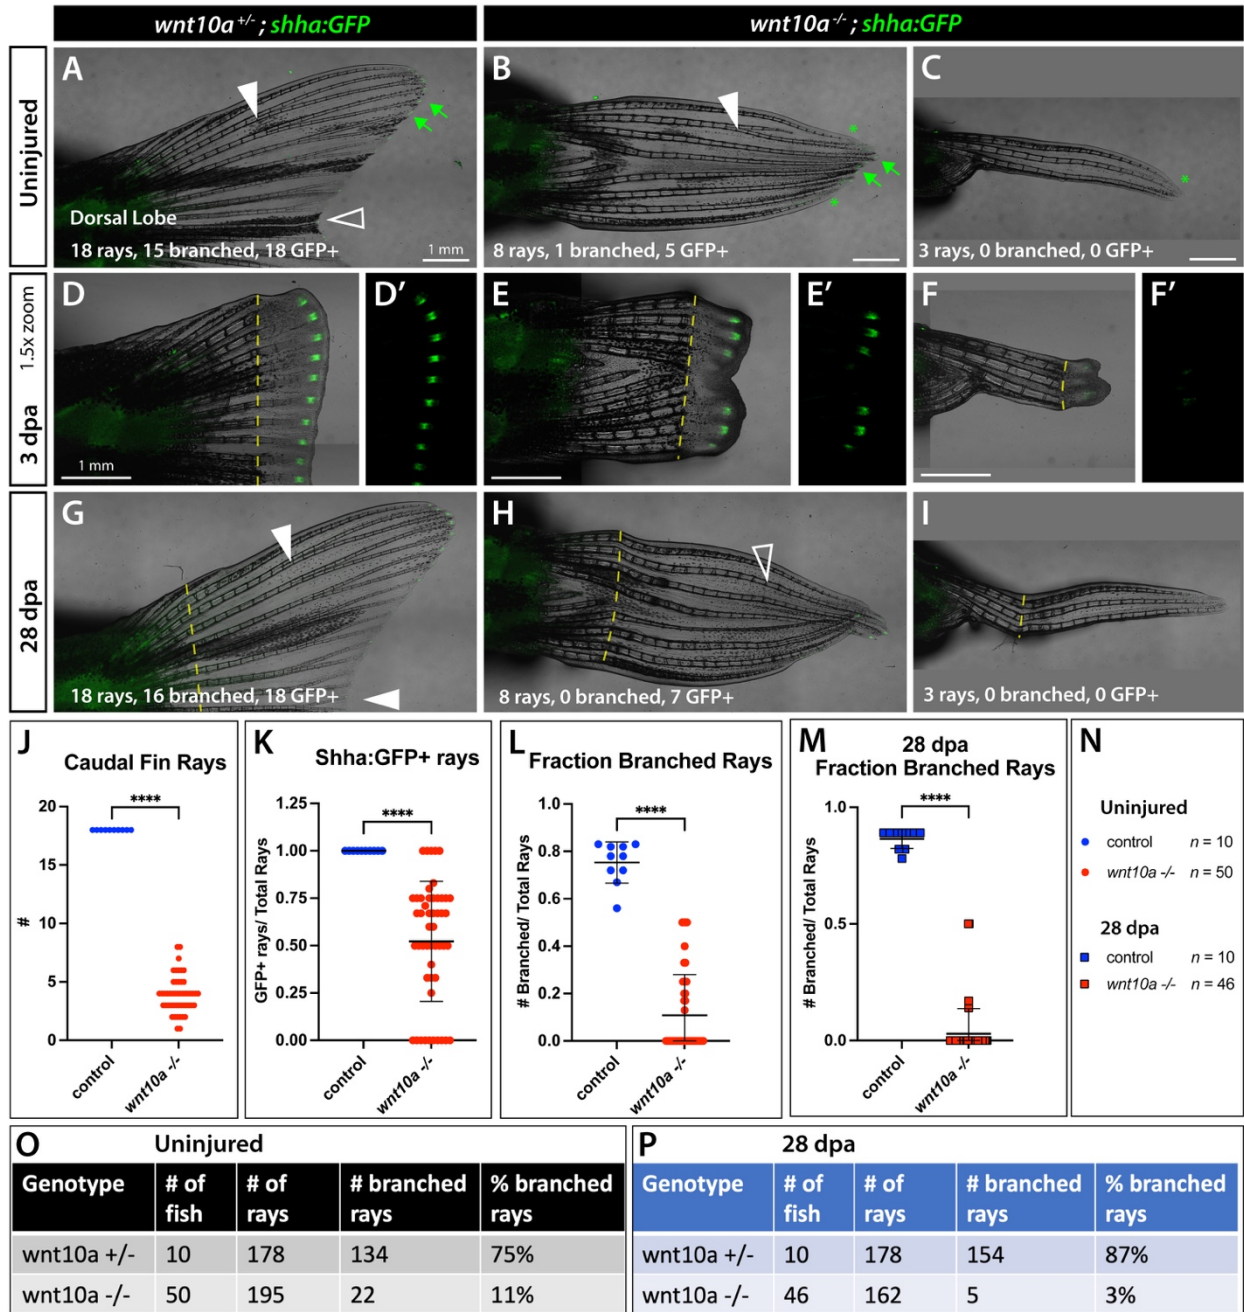 wnt10a +/- ; shha:GFP
wnt10a -/- ; shha:GFP
Uninjured
A
Dorsal Lobe
18 rays, 15 branched, 18 GFP+
1 mm
B
*
*
8 rays, 1 branched, 5 GFP+
C
*
3 rays, 0 branched, 0 GFP+
3 dpa
1.5x zoom
D
1 mm
D'
E
E'
F
F'
28 dpa
G
18 rays, 16 branched, 18 GFP+
H
8 rays, 0 branched, 7 GFP+
I
3 rays, 0 branched, 0 GFP+
J
Caudal Fin Rays
****
#
20
15
10
5
0
control
wnt10a -/-
K
Shha:GFP+ rays
****
GFP+ rays/ Total Rays
1.25
1.00
0.75
0.50
0.25
0.00
control
wnt10a -/-
L
Fraction Branched Rays
****
# Branched/ Total Rays
1.0
0.8
0.6
0.4
0.2
0.0
control
wnt10a -/-
M
28 dpa
Fraction Branched Rays
****
# Branched/ Total Rays
1.0
0.5
0.0
control
wnt10a -/-
N
Uninjured
control n = 10
wnt10a -/- n = 50
28 dpa
control n = 10
wnt10a -/- n = 46
O Uninjured
Genotype # of fish # of rays # branched rays % branched rays
wnt10a +/- 10 178 134 75%
wnt10a -/- 50 195 22 11%
P 28 dpa
Genotype # of fish # of rays # branched rays % branched rays
wnt10a +/- 10 178 154 87%
wnt10a -/- 46 162 5 3%